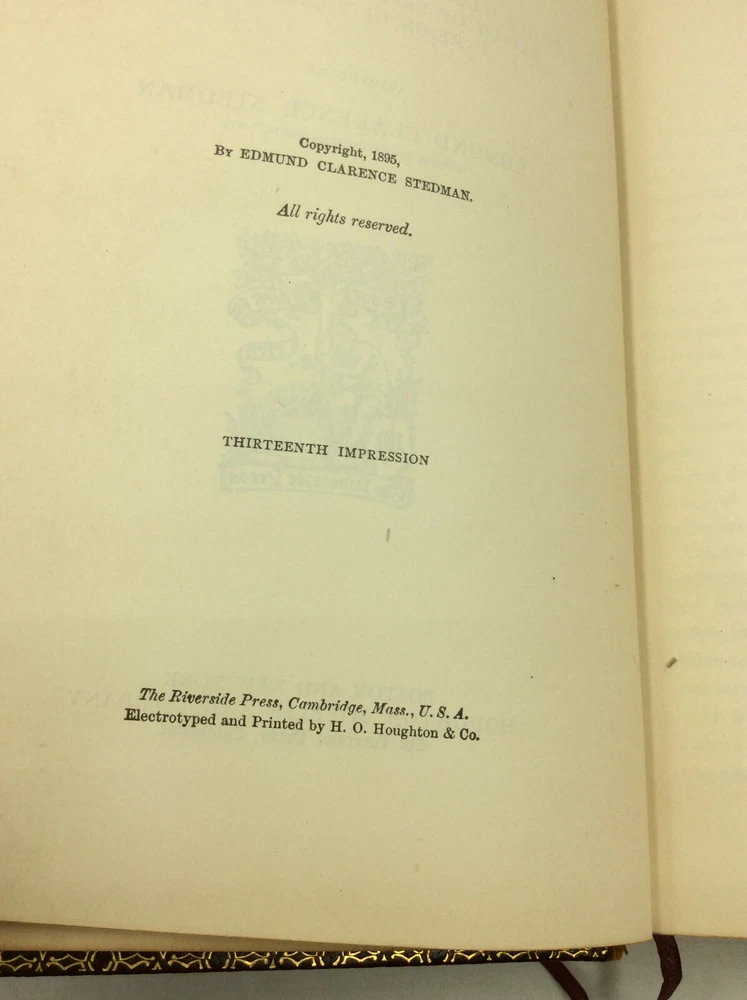 Copyright, 1895,
By EDMUND CLARENCE STEDMAN.
All rights reserved.
THIRTEENTH IMPRESSION
The Riverside Press, Cambridge, Mass., U. S. A.
Electrotyped and Printed by H. O. Houghton & Co.